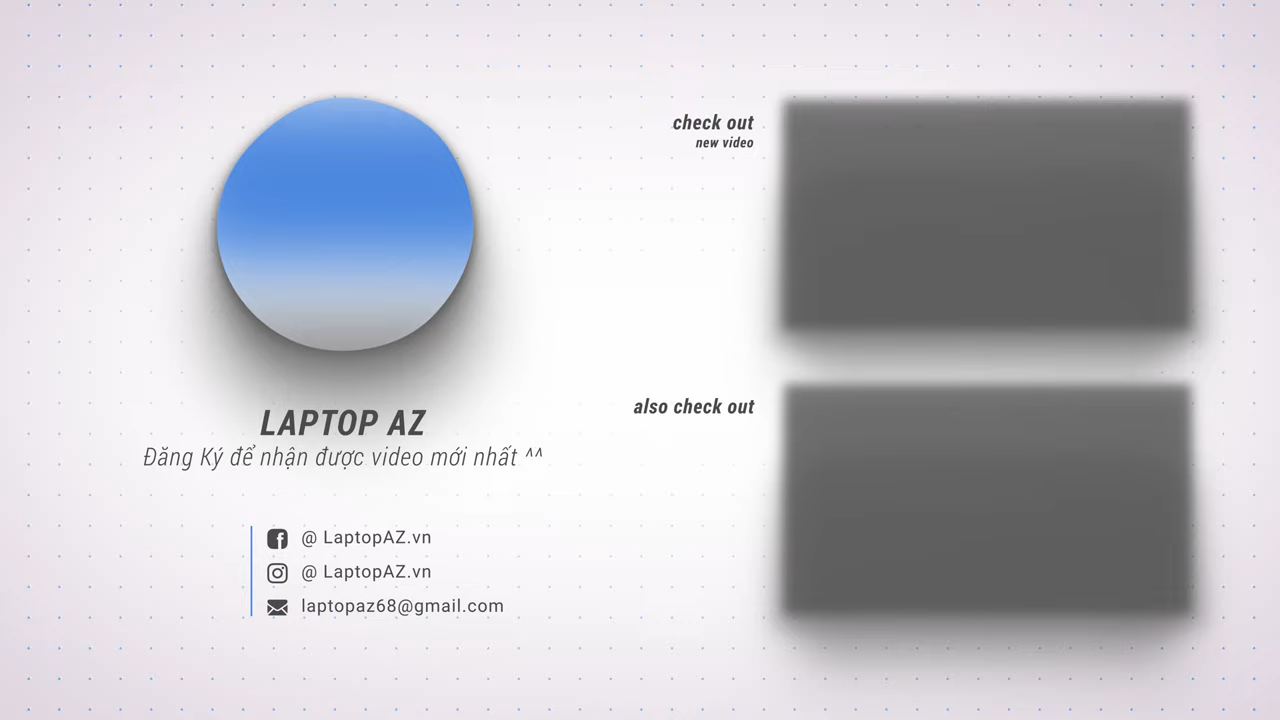 LAPTOP AZ
Đăng Ký để nhận được video mới nhất ^^
@ LaptopAZ.vn
@ LaptopAZ.vn
laptopaz68@gmail.com
check out
new video
also check out